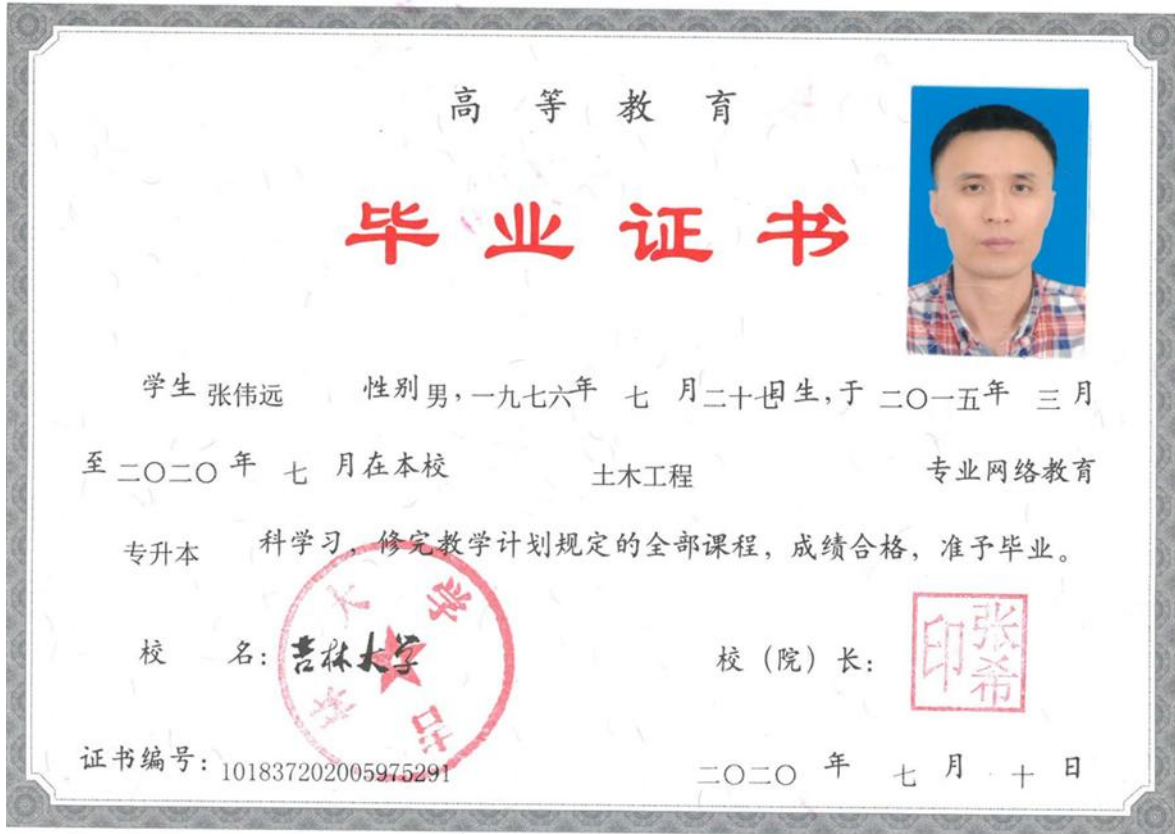 高等教育
毕业证书
学生 张伟远 性别 男，一九七六年 七 月二十七日生，于 二〇一五年 三 月
至 二〇二〇 年 七 月在本校 土木工程 专业网络教育
专升本 科学习，修完教学计划规定的全部课程，成绩合格，准予毕业。
校 名：吉林大学 校（院）长：
吉林大学
张希印
证书编号：101837202005975291 二〇二〇 年 七 月 十 日